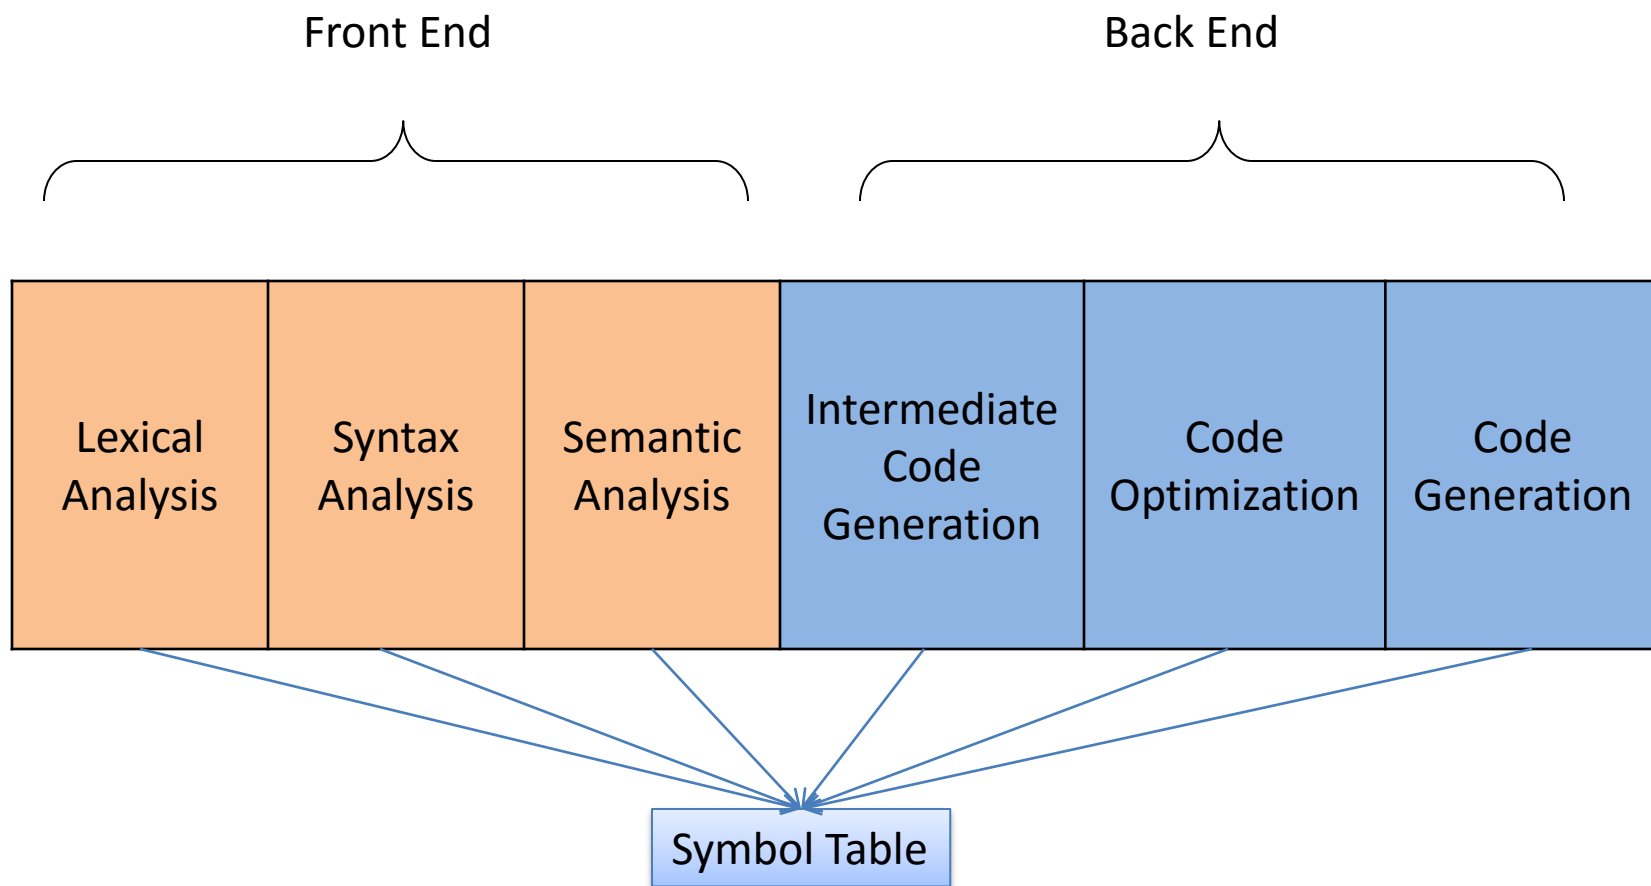 Front End
Back End
Lexical
Analysis
Syntax
Analysis
Semantic
Analysis
Intermediate
Code
Generation
Code
Optimization
Code
Generation
Symbol Table